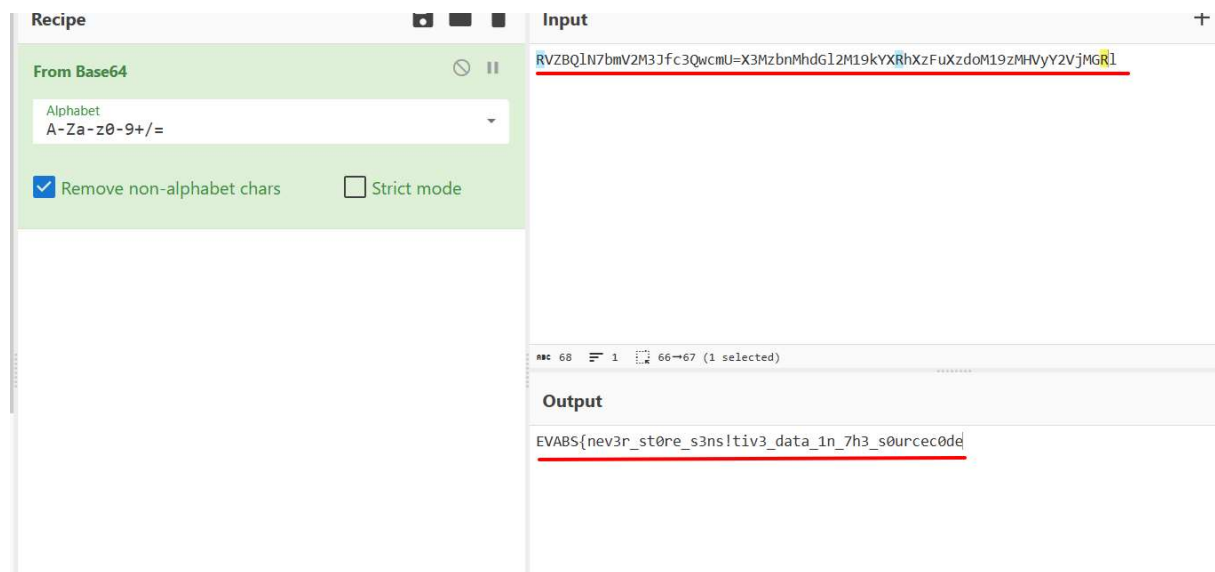 Recipe
From Base64
Alphabet
A-Za-z0-9+/=
Remove non-alphabet chars
Strict mode
Input
RVZBQlN7bmV2M3Jfc3QwcmU=X3MzbnMhdGl2M19kYXRhXzFuXzdoM19zMHVyY2VjMGRl
ABC 68 1 66→67 (1 selected)
Output
EVABS{nev3r_st0re_s3ns!tiv3_data_1n_7h3_s0urcec0de